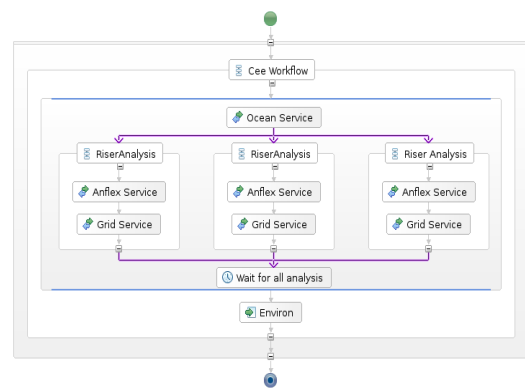 Cee Workflow
Ocean Service
RiserAnalysis
RiserAnalysis
Riser Analysis
Anflex Service
Anflex Service
Anflex Service
Grid Service
Grid Service
Grid Service
Wait for all analysis
Environ